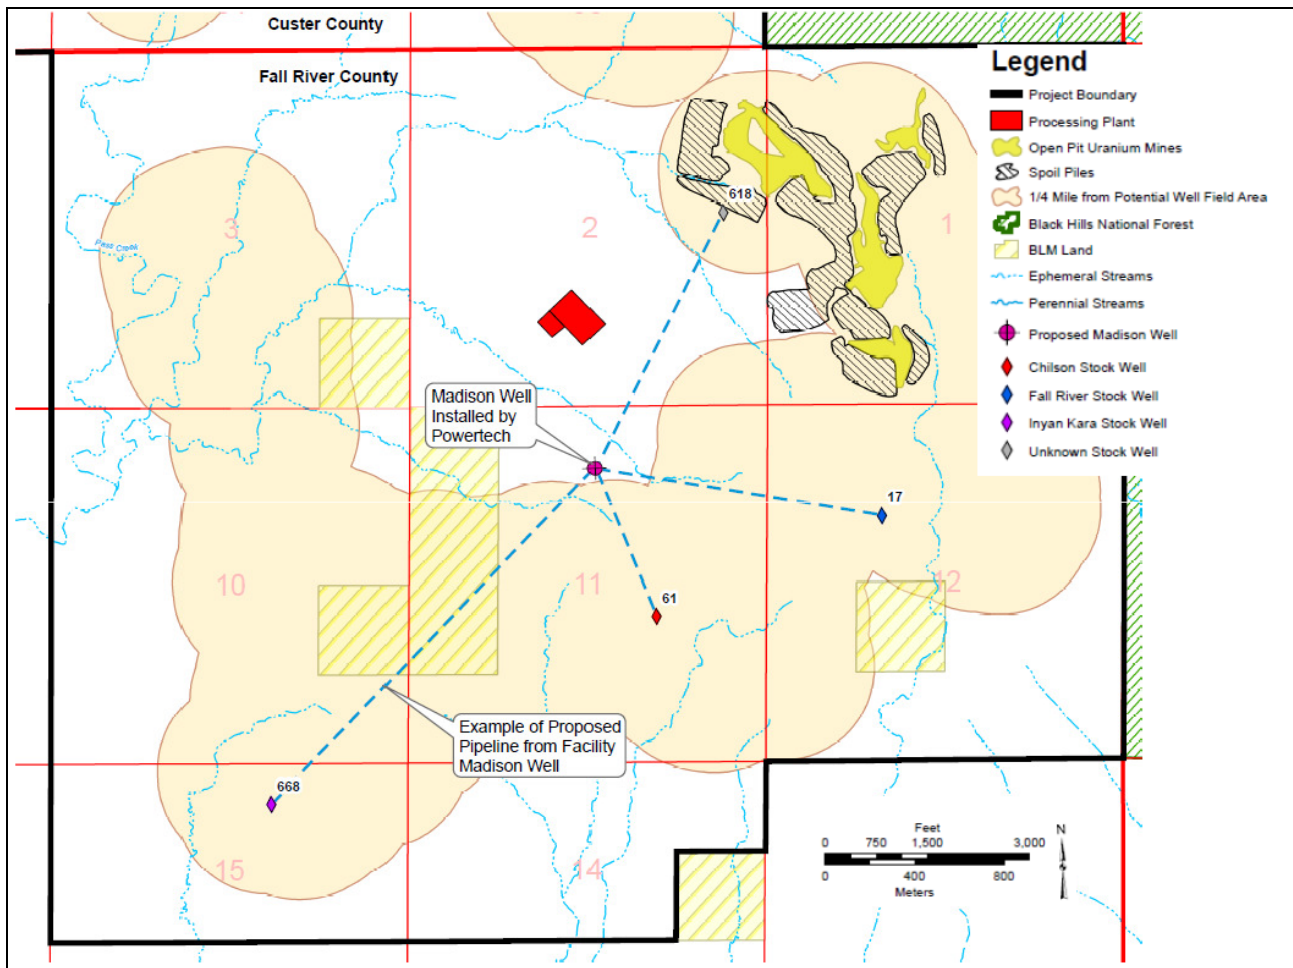 Custer County
Fall River County
Legend
Project Boundary
Processing Plant
Open Pit Uranium Mines
Spoil Piles
1/4 Mile from Potential Well Field Area
Black Hills National Forest
BLM Land
Ephemeral Streams
Perennial Streams
Proposed Madison Well
Chilson Stock Well
Fall River Stock Well
Inyan Kara Stock Well
Unknown Stock Well
618
3
2
1
Pass Creek
Madison Well
Installed by
Powertech
17
10
11
12
61
Example of Proposed
Pipeline from Facility
Madison Well
668
15
14
Feet
0 750 1,500 3,000
0 400 800
Meters
N